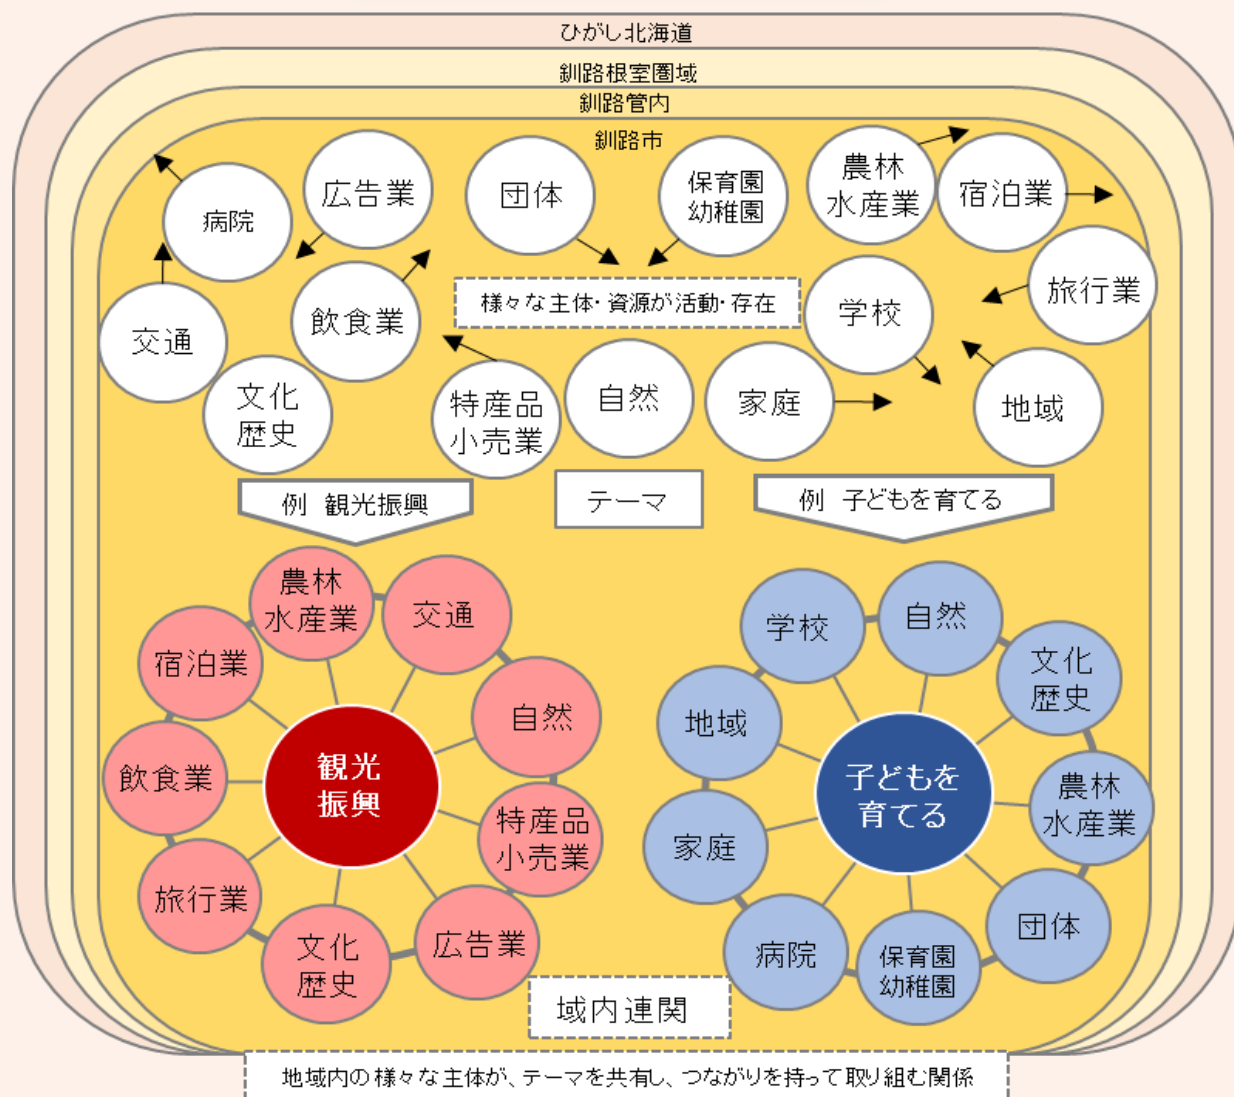 ひがし北海道
釧路根室圏域
釧路管内
釧路市
病院
広告業
団体
保育園
幼稚園
農林
水産業
宿泊業
交通
飲食業
様々な主体・資源が活動・存在
学校
旅行業
文化
歴史
特産品
小売業
自然
家庭
地域
例 観光振興
テーマ
例 子どもを育てる
農林
水産業
交通
宿泊業
自然
飲食業
観光
振興
特産品
小売業
旅行業
文化
歴史
広告業
学校
自然
地域
文化
歴史
子どもを
育てる
農林
水産業
家庭
病院
保育園
幼稚園
団体
域内連関
地域内の様々な主体が、テーマを共有し、つながりを持って取り組む関係